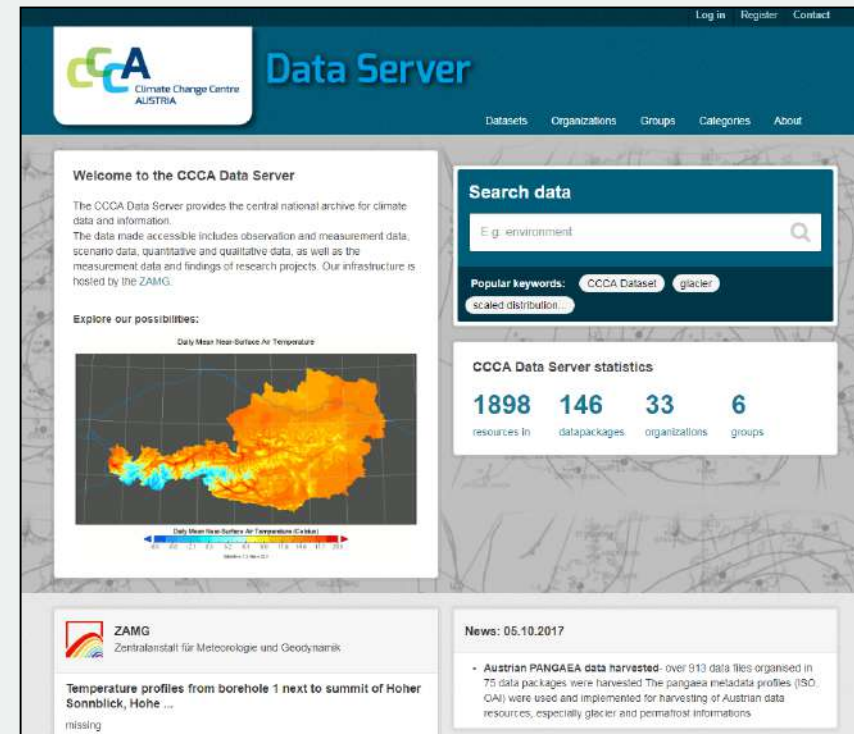 Log in Register Contact
CCCA
Climate Change Centre
AUSTRIA
Data Server
Datasets Organizations Groups Categories About
Welcome to the CCCA Data Server
The CCCA Data Server provides the central national archive for climate
data and information.
The data made accessible includes observation and measurement data,
scenario data, quantitative and qualitative data, as well as the
measurement data and findings of research projects. Our infrastructure is
hosted by the ZAMG.
Explore our possibilities:
Daily Mean Near-Surface Air Temperature
Daily Mean Near-Surface Air Temperature (Celsius)
Search data
E.g. environment
Popular keywords: CCCA Dataset glacier
scaled distribution...
CCCA Data Server statistics
1898 146 33 6
resources in datapackages organizations groups
ZAMG
Zentralanstalt für Meteorologie und Geodynamik
Temperature profiles from borehole 1 next to summit of Hoher
Sonnblick, Hohe ...
missing
News: 05.10.2017
Austrian PANGAEA data harvested- over 913 data files organised in
75 data packages were harvested The pangaea metadata profiles (ISO,
OAI) were used and implemented for harvesting of Austrian data
resources, especially glacier and permafrost informations